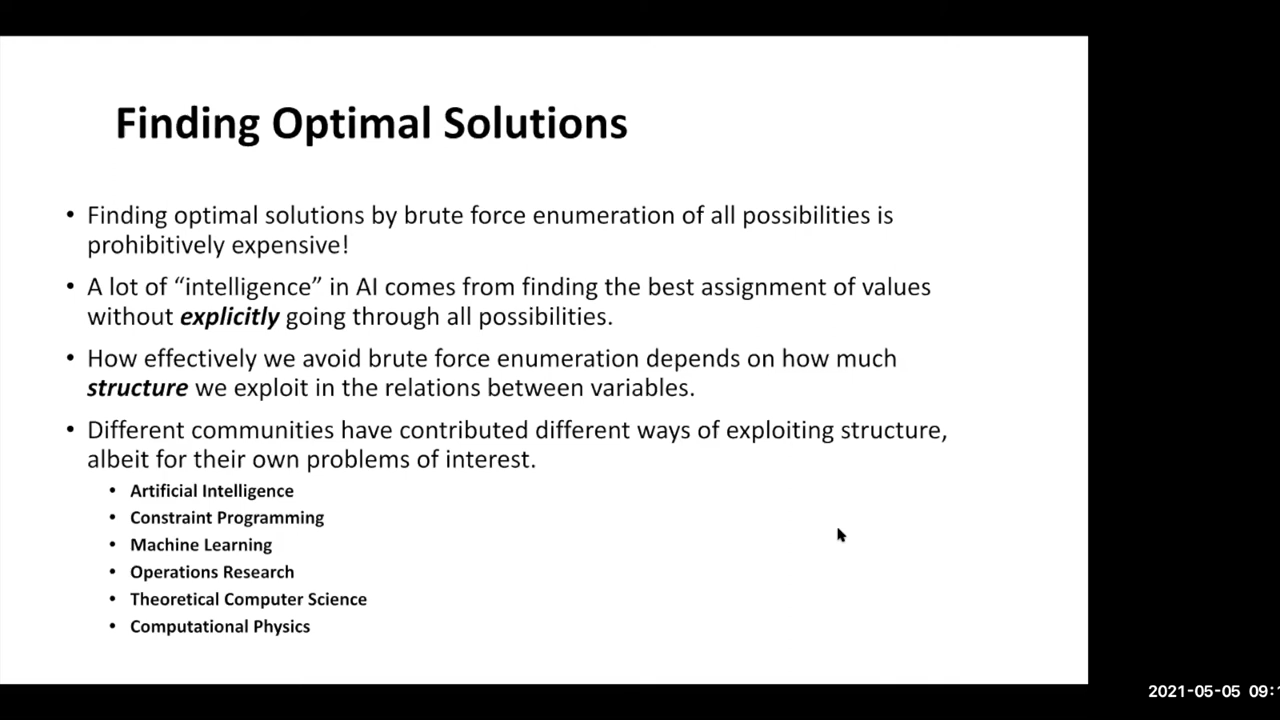 Finding Optimal Solutions
• Finding optimal solutions by brute force enumeration of all possibilities is
prohibitively expensive!
• A lot of “intelligence” in AI comes from finding the best assignment of values
without explicitly going through all possibilities.
• How effectively we avoid brute force enumeration depends on how much
structure we exploit in the relations between variables.
• Different communities have contributed different ways of exploiting structure,
albeit for their own problems of interest.
• Artificial Intelligence
• Constraint Programming
• Machine Learning
• Operations Research
• Theoretical Computer Science
• Computational Physics
2021-05-05 09: